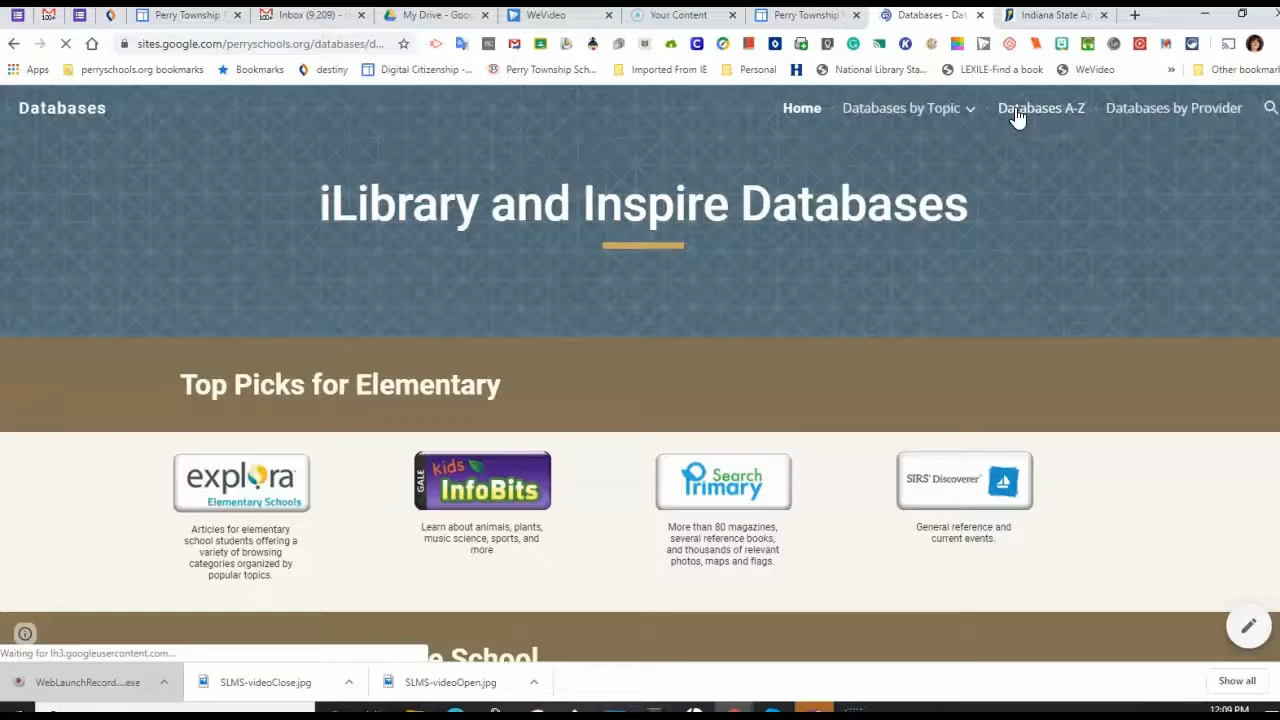 Perry Township
Inbox (9,209) - c
My Drive - Goog
WeVideo
Your Content
Perry Township
Databases - Dat
Indiana State Ap
sites.google.com/perryschools.org/databases/d...
Apps
perryschools.org bookmarks
Bookmarks
destiny
Digital Citizenship -...
Perry Township Sch...
Imported From IE
Personal
National Library Sta...
LEXILE-Find a book
WeVideo
»
Other bookmark
Databases
Home
Databases by Topic
Databases A-Z
Databases by Provider
iLibrary and Inspire Databases
Top Picks for Elementary
explora
Elementary Schools
GALE
kids
InfoBits
Primary
Search
SIRS Discoverer
Articles for elementary
school students offering a
variety of browsing
categories organized by
popular topics.
Learn about animals, plants,
music science, sports, and
more
More than 80 magazines,
several reference books,
and thousands of relevant
photos, maps and flags.
General reference and
current events.
e School
Waiting for lh3.googleusercontent.com...
WebLaunchRecord....exe
SLMS-videoClose.jpg
SLMS-videoOpen.jpg
Show all
12:09 PM